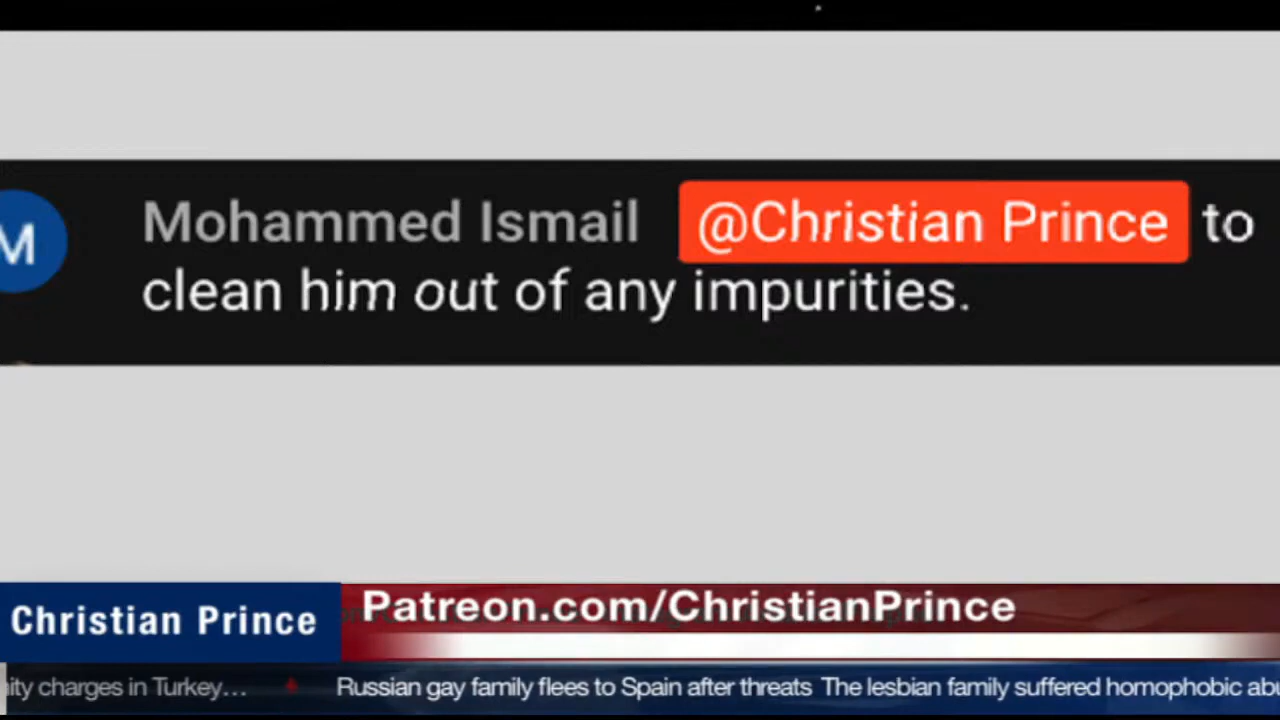 M
Mohammed Ismail @Christian Prince to
clean him out of any impurities.
Christian Prince
Patreon.com/ChristianPrince
charges in Turkey...
Russian gay family flees to Spain after threats The lesbian family suffered homophobic